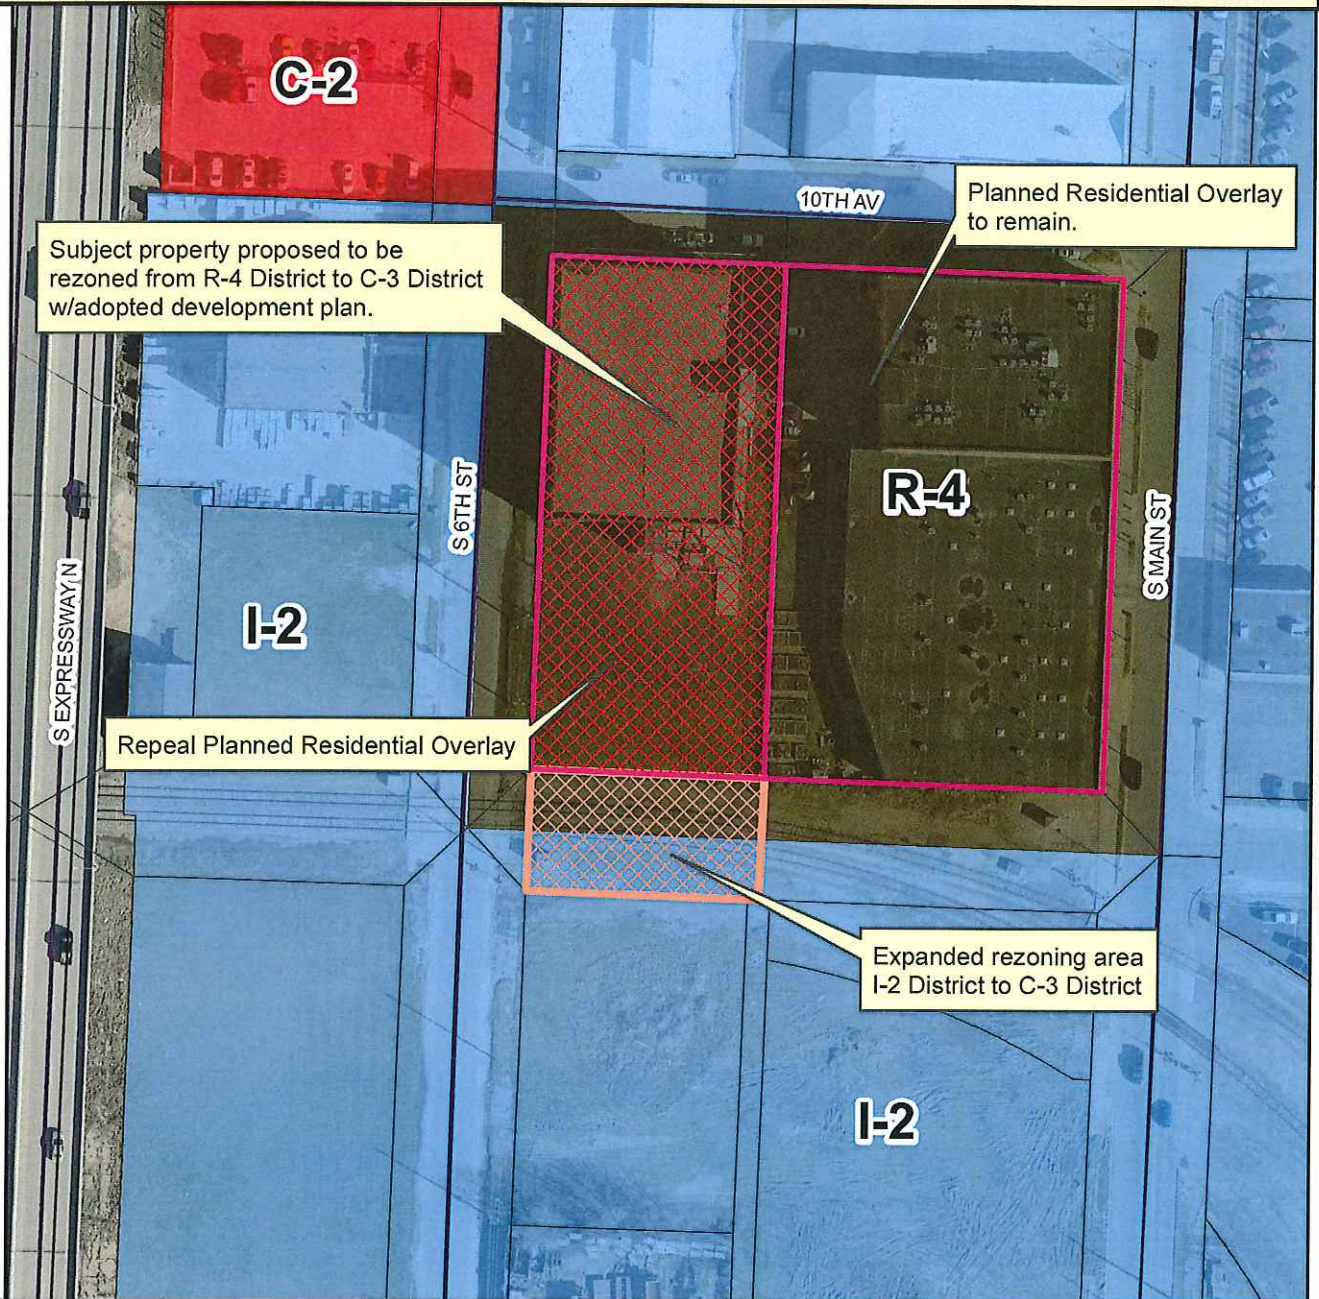 C-2
10TH AV
Planned Residential Overlay
to remain.
Subject property proposed to be
rezoned from R-4 District to C-3 District
w/adopted development plan.
R-4
S 6TH ST
S MAIN ST
S EXPRESSWAY N
I-2
Repeal Planned Residential Overlay
Expanded rezoning area
I-2 District to C-3 District
I-2